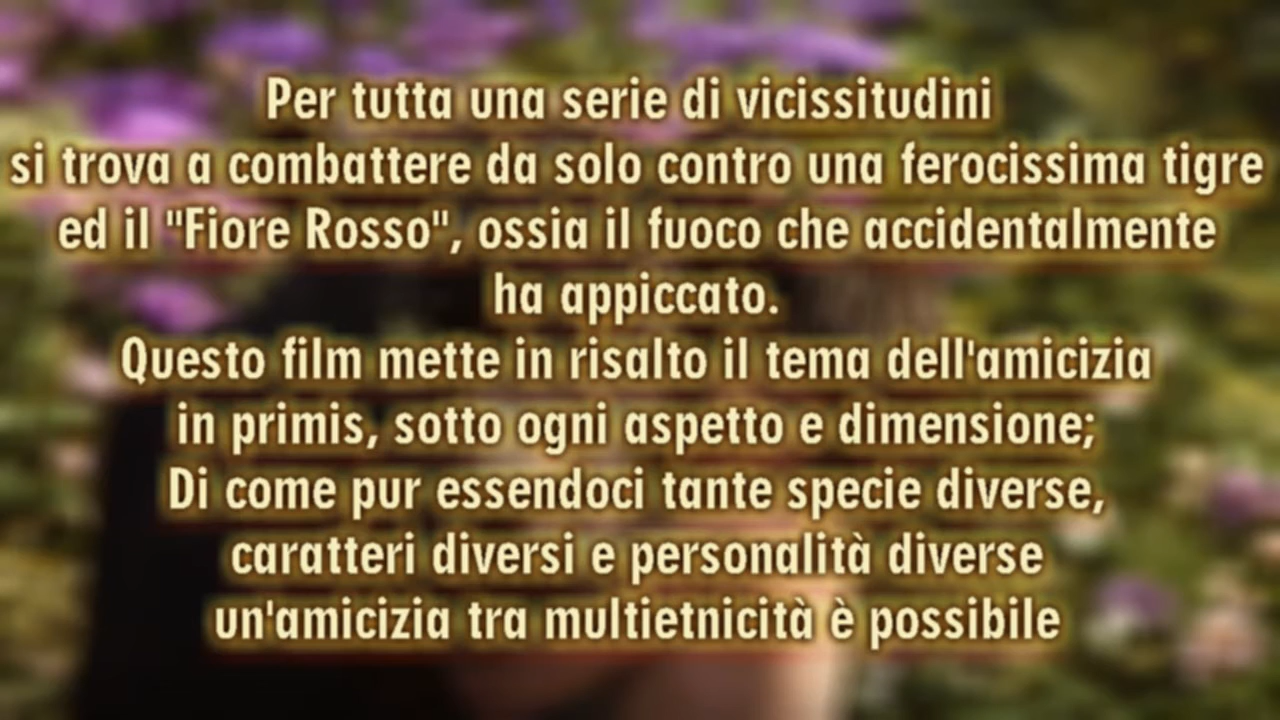 Per tutta una serie di vicissitudini
si trova a combattere da solo contro una ferocissima tigre
ed il "Fiore Rosso", ossia il fuoco che accidentalmente
ha appiccato.
Questo film mette in risalto il tema dell'amicizia
in primis, sotto ogni aspetto e dimensione;
Di come pur essendoci tante specie diverse,
caratteri diversi e personalità diverse
un'amicizia tra multietnicità è possibile